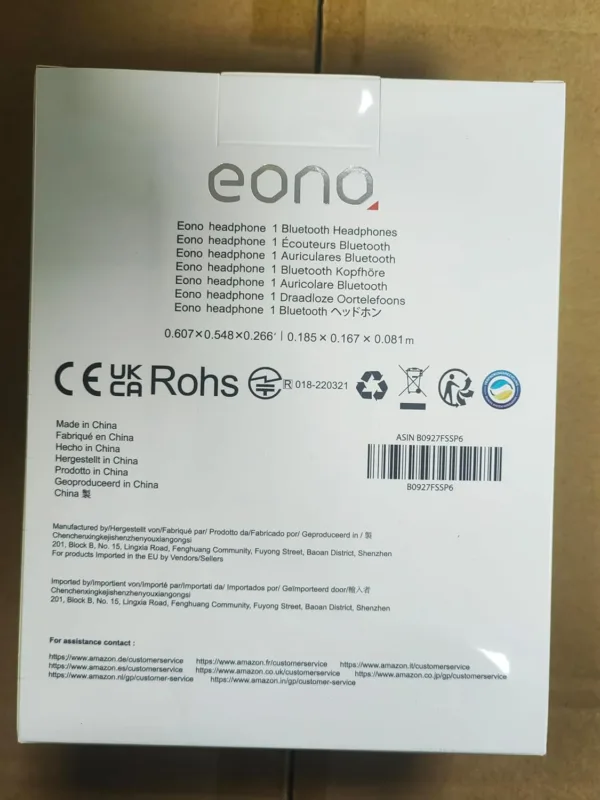 eono
Eono headphone 1 Bluetooth Headphones
Eono headphone 1 Écouteurs Bluetooth
Eono headphone 1 Auriculares Bluetooth
Eono headphone 1 Bluetooth Kopfhöre
Eono headphone 1 Auricolare Bluetooth
Eono headphone 1 Draadloze Oortelefoons
Eono headphone 1 Bluetooth ヘッドホン
0.607×0.548×0.266' | 0.185 × 0.167 × 0.081m
CE UK CA Rohs R 018-220321
Made in China
Fabriqué en China
Hecho in China
Hergestellt in China
Prodotto in China
Geoproduceerd in China
China 製
ASIN B0927FSSP6
B0927FSSP6
Manufactured by/Hergestellt von/Fabriqué par/ Prodotto da/Fabricado por/ Geproduceerd in / 製
Chenchenxingkejishenzhenyouxiangongsi
201, Block B, No. 15, Lingxia Road, Fenghuang Community, Fuyong Street, Baoan District, Shenzhen
For products Imported in the EU by Vendors/Sellers
Imported by/importient von/importé par/importati da/ Importados por/ Geïmporteerd door/輸入者
Chenchenxingkejishenzhenyouxiangongsi
201, Block B, No. 15, Lingxia Road, Fenghuang Community, Fuyong Street, Baoan District, Shenzhen
For assistance contact :
https://www.amazon.de/customerservice https://www.amazon.fr/customerservice https://www.amazon.it/customerservice
https://www.amazon.es/customerservice https://www.amazon.co.uk/customerservice https://www.amazon.co.jp/gp/customer-service
https://www.amazon.nl/gp/customer-service https://www.amazon.in/gp/customer-service